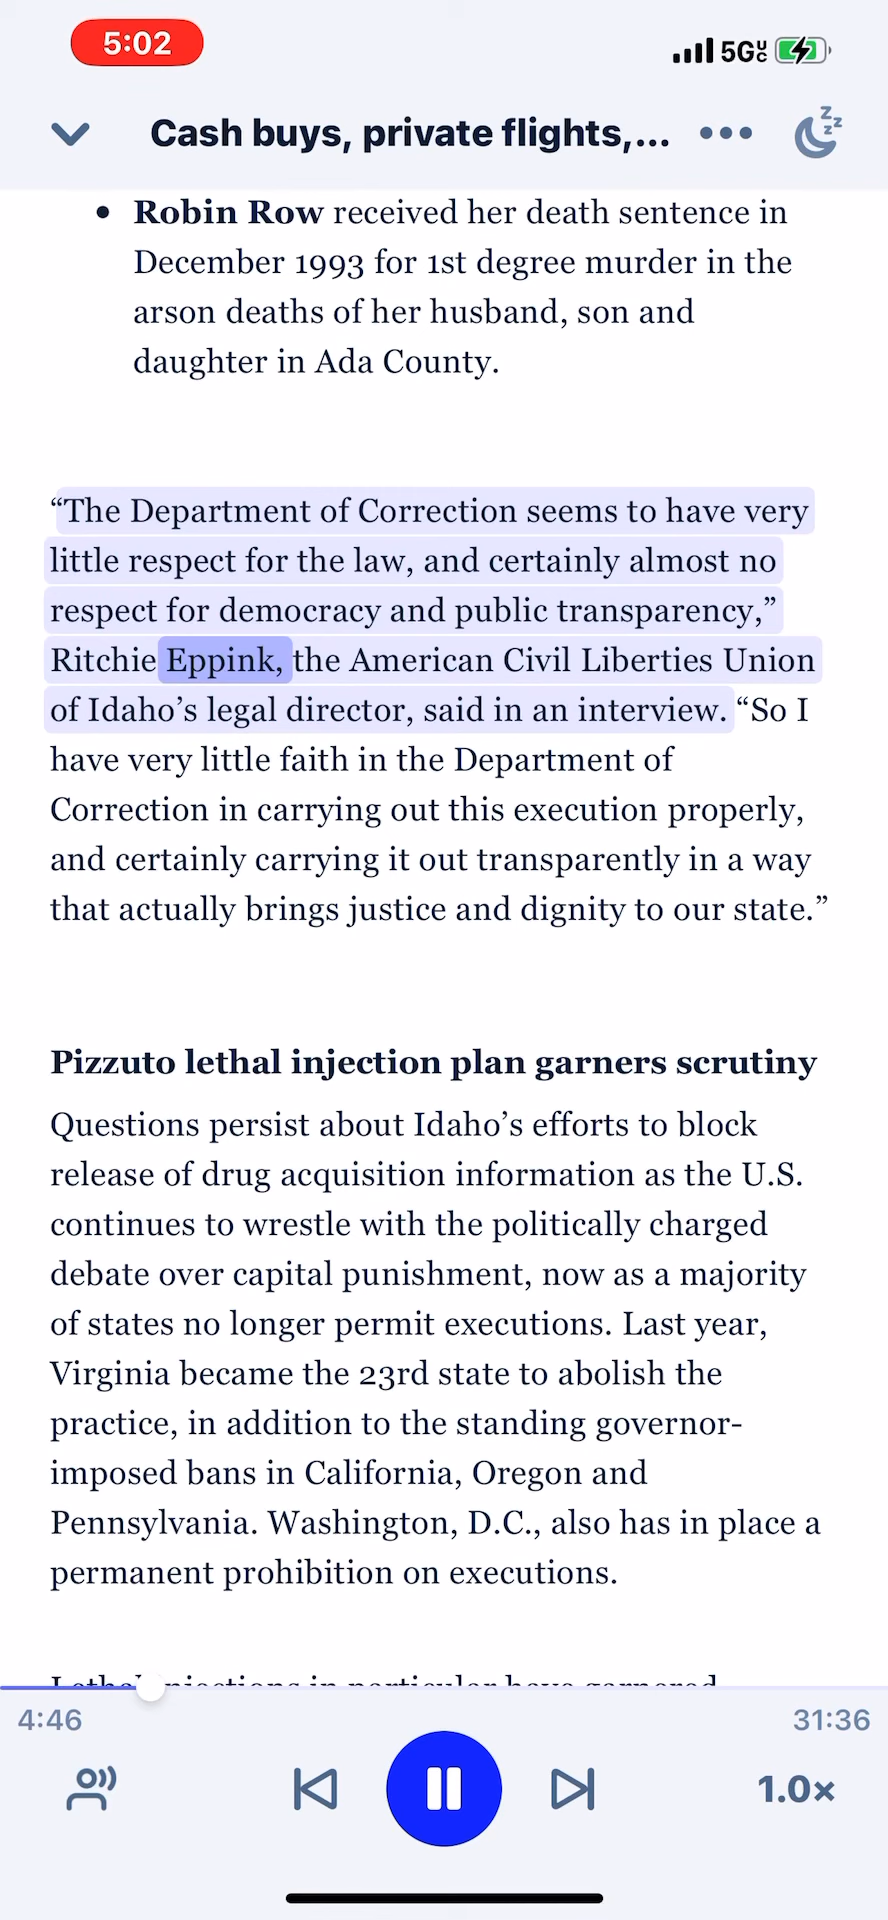 5:02
5G
Cash buys, private flights,...
• Robin Row received her death sentence in
December 1993 for 1st degree murder in the
arson deaths of her husband, son and
daughter in Ada County.
“The Department of Correction seems to have very
little respect for the law, and certainly almost no
respect for democracy and public transparency,”
Ritchie Eppink, the American Civil Liberties Union
of Idaho’s legal director, said in an interview. “So I
have very little faith in the Department of
Correction in carrying out this execution properly,
and certainly carrying it out transparently in a way
that actually brings justice and dignity to our state.”
Pizzuto lethal injection plan garners scrutiny
Questions persist about Idaho’s efforts to block
release of drug acquisition information as the U.S.
continues to wrestle with the politically charged
debate over capital punishment, now as a majority
of states no longer permit executions. Last year,
Virginia became the 23rd state to abolish the
practice, in addition to the standing governor-
imposed bans in California, Oregon and
Pennsylvania. Washington, D.C., also has in place a
permanent prohibition on executions.
injections in particular have garnered
4:46
31:36
1.0×